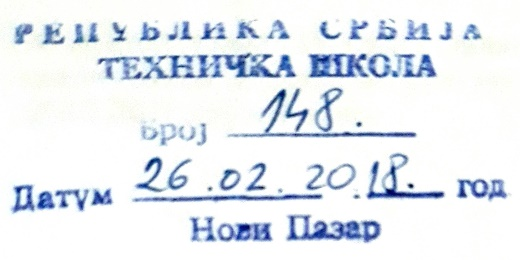 РЕПУБЛИКА СРБИЈА
ТЕХНИЧКА ШКОЛА
Број 148.
Датум 26.02.2018. год
Нови Пазар